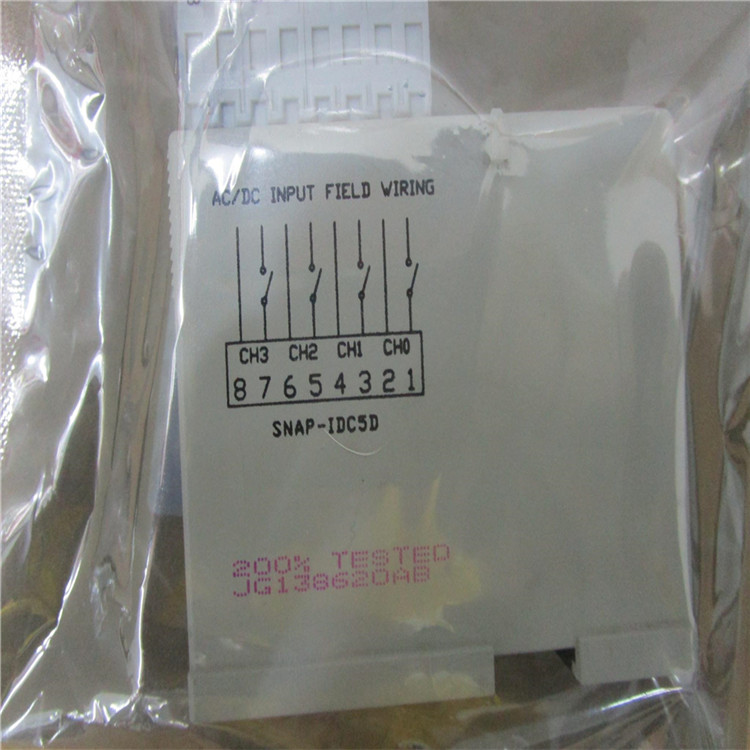 AC/DC INPUT FIELD WIRING
CH3 CH2 CH1 CH0
8 7 6 5 4 3 2 1
SNAP-IDC5D
200% TESTED
JG138620AB